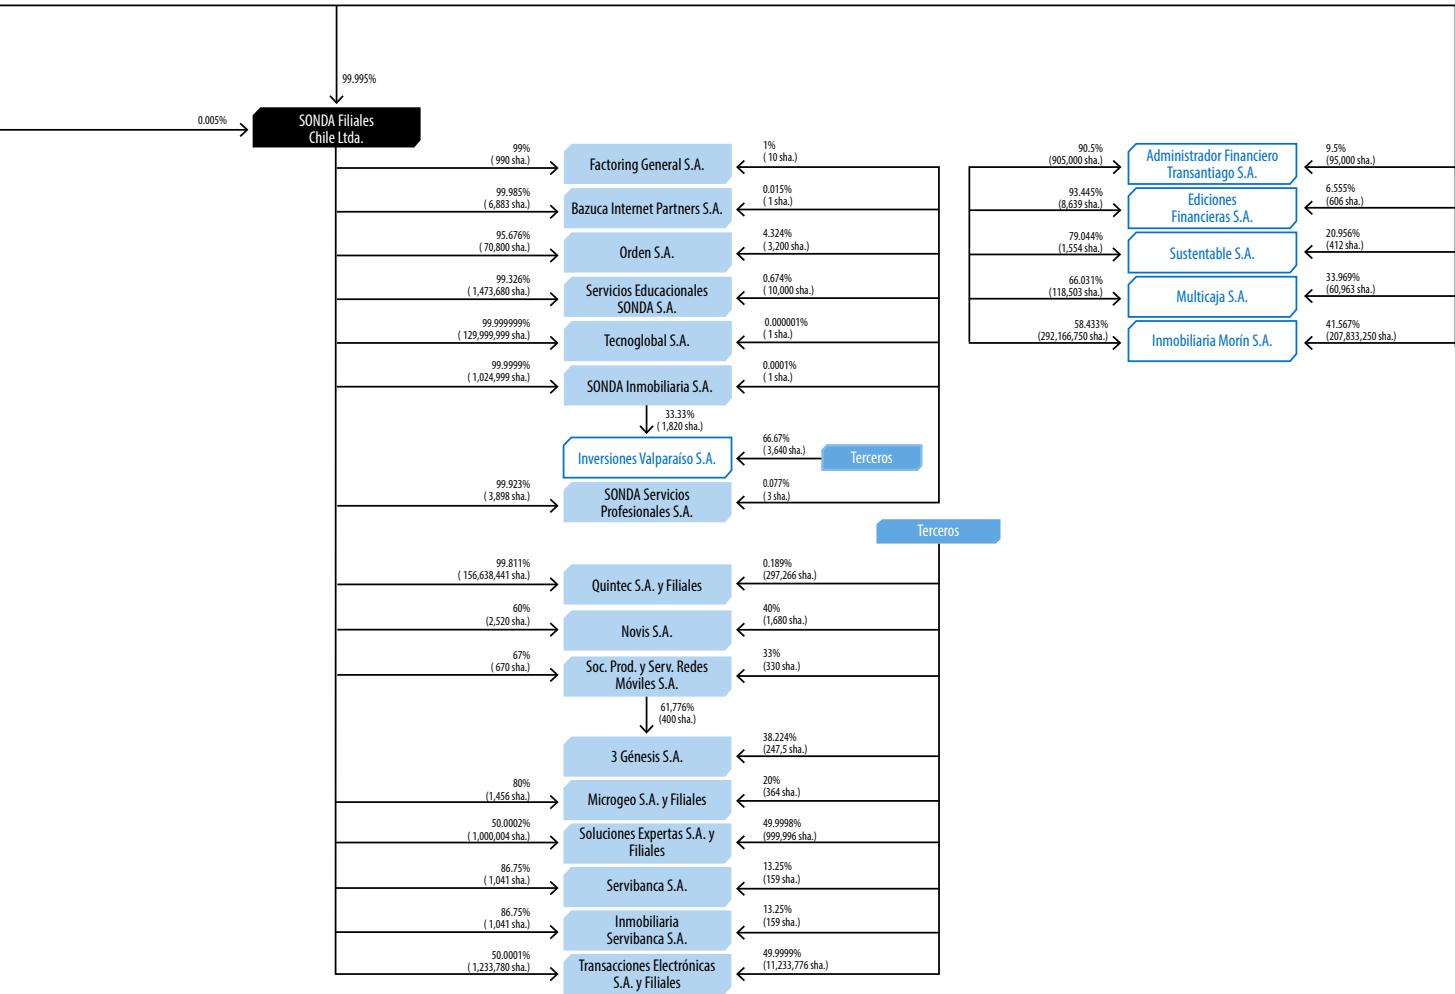 99.995%
0.005%
SONDA Filiales
Chile Ltda.
99%
( 990 sha.)
Factoring General S.A.
1%
( 10 sha.)
99.985%
( 6,883 sha.)
Bazuca Internet Partners S.A.
0.015%
( 1 sha.)
95.676%
( 70,800 sha.)
Orden S.A.
4.324%
( 3,200 sha.)
99.326%
( 1,473,680 sha.)
Servicios Educacionales
SONDA S.A.
0.674%
( 10,000 sha.)
99.999999%
( 129,999,999 sha.)
Tecnoglobal S.A.
0.000001%
( 1 sha.)
99.9999%
( 1,024,999 sha.)
SONDA Inmobiliaria S.A.
0.0001%
( 1 sha.)
33.33%
( 1,820 sha.)
Inversiones Valparaíso S.A.
66.67%
( 3,640 sha.)
Terceros
99.923%
( 3,898 sha.)
SONDA Servicios
Profesionales S.A.
0.077%
( 3 sha.)
Terceros
99.811%
( 156,638,441 sha.)
Quintec S.A. y Filiales
0.189%
(297,266 sha.)
60%
(2,520 sha.)
Novis S.A.
40%
(1,680 sha.)
67%
( 670 sha.)
Soc. Prod. y Serv. Redes
Móviles S.A.
33%
(330 sha.)
61,776%
(400 sha.)
3 Génesis S.A.
38.224%
(247,5 sha.)
80%
(1,456 sha.)
Microgeo S.A. y Filiales
20%
(364 sha.)
50.0002%
( 1,000,004 sha.)
Soluciones Expertas S.A. y
Filiales
49.9998%
(999,996 sha.)
86.75%
( 1,041 sha.)
Servibanca S.A.
13.25%
(159 sha.)
86.75%
( 1,041 sha.)
Inmobiliaria
Servibanca S.A.
13.25%
(159 sha.)
50.0001%
( 1,233,780 sha.)
Transacciones Electrónicas
S.A. y Filiales
49.9999%
(11,233,776 sha.)
90.5%
(905,000 sha.)
Administrador Financiero
Transantiago S.A.
9.5%
(95,000 sha.)
93.445%
(8,639 sha.)
Ediciones
Financieras S.A.
6.555%
(606 sha.)
79.044%
(1,554 sha.)
Sustentable S.A.
20.956%
(412 sha.)
66.031%
(118,503 sha.)
Multicaja S.A.
33.969%
(60,963 sha.)
58.433%
(292,166,750 sha.)
Inmobiliaria Morín S.A.
41.567%
(207,833,250 sha.)